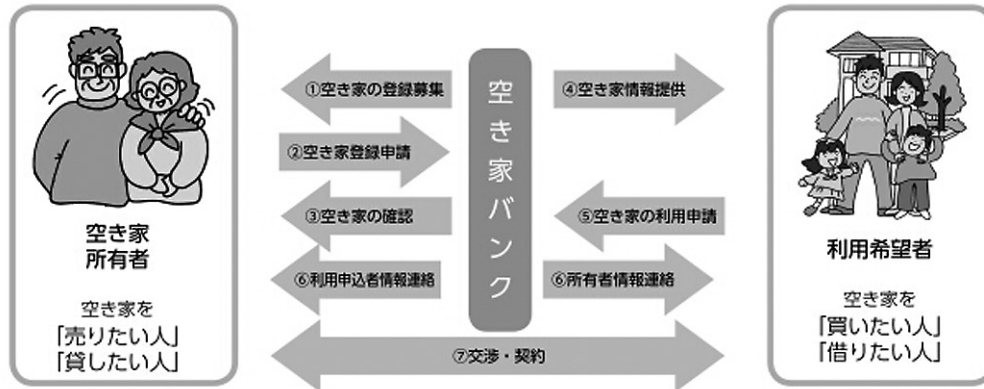 空き家
所有者
空き家を
「売りたい人」
「貸したい人」
①空き家の登録募集
②空き家登録申請
③空き家の確認
⑥利用申込者情報連絡
空き家バンク
④空き家情報提供
⑤空き家の利用申請
⑥所有者情報連絡
⑦交渉・契約
利用希望者
空き家を
「買いたい人」
「借りたい人」